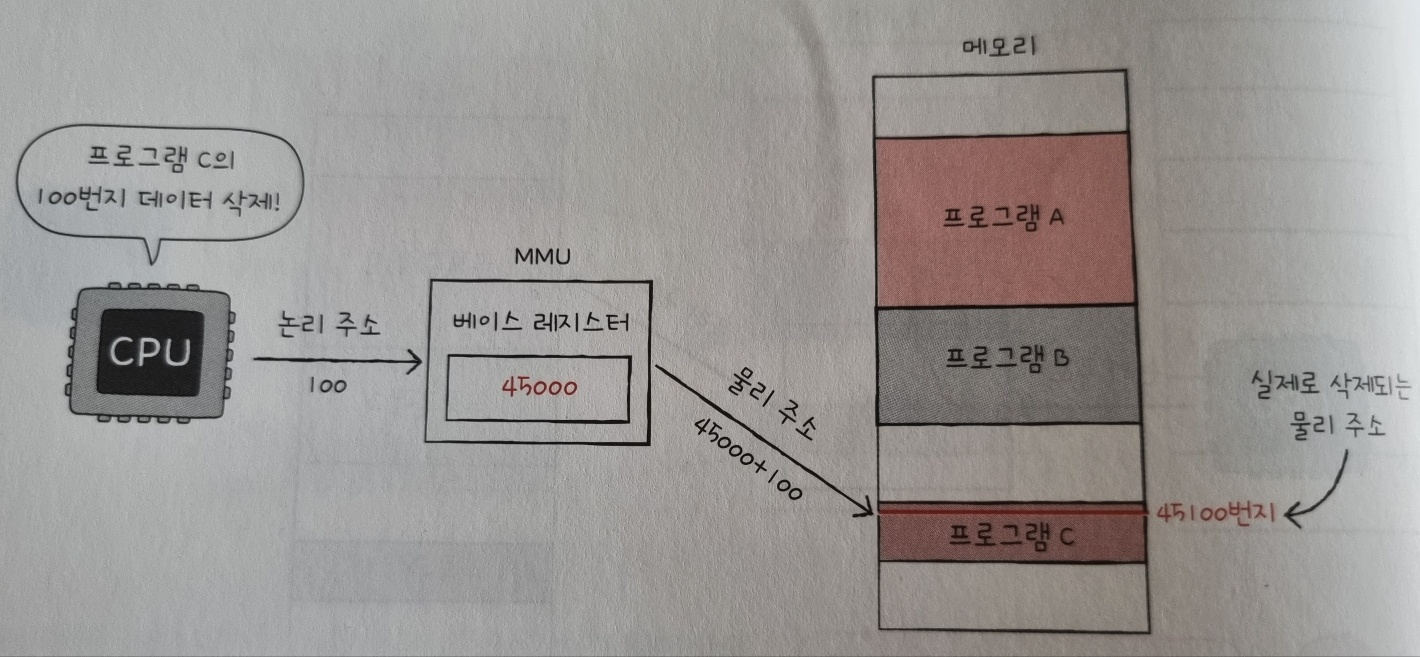 메모리
프로그램 C의
100번지 데이터 삭제!
프로그램 A
MMU
논리 주소
베이스 레지스터
CPU
프로그램 B
100
45000
물리 주소
45000+100
실제로 삭제되는
물리 주소
45100번지
프로그램 C